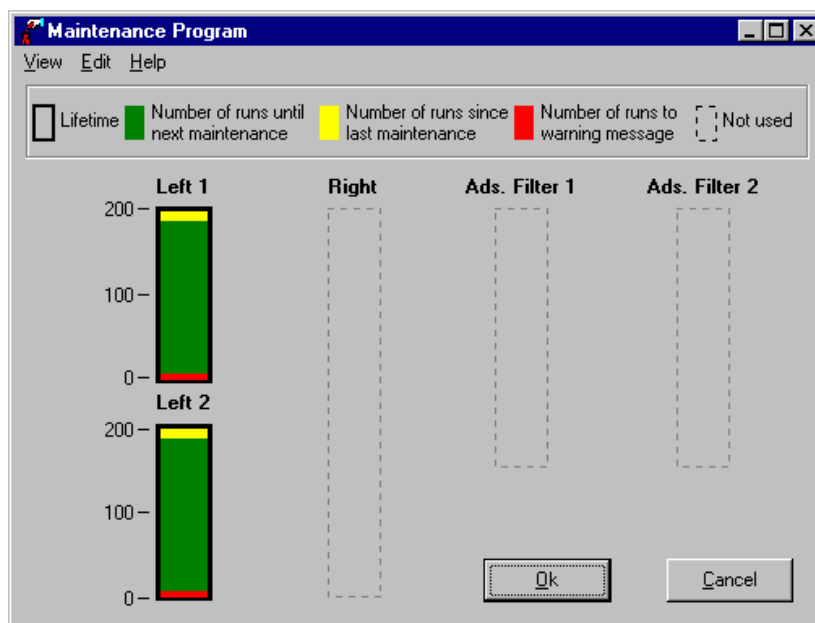 Maintenance Program
View Edit Help
Lifetime
Number of runs until
next maintenance
Number of runs since
last maintenance
Number of runs to
warning message
Not used
Left 1
Right
Ads. Filter 1
Ads. Filter 2
200
100
0
Left 2
200
100
0
Ok
Cancel